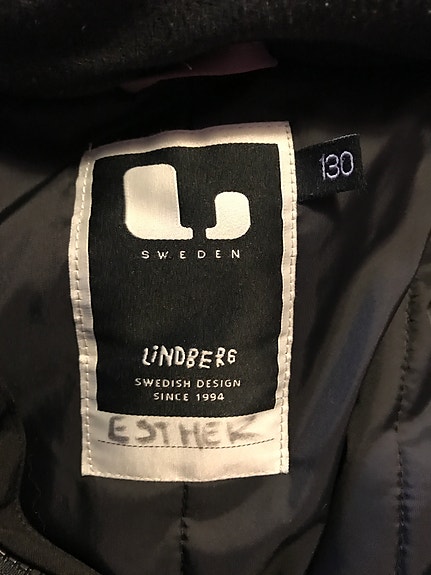 130
SWEDEN
LINDBERG
SWEDISH DESIGN
SINCE 1994
ESTHER